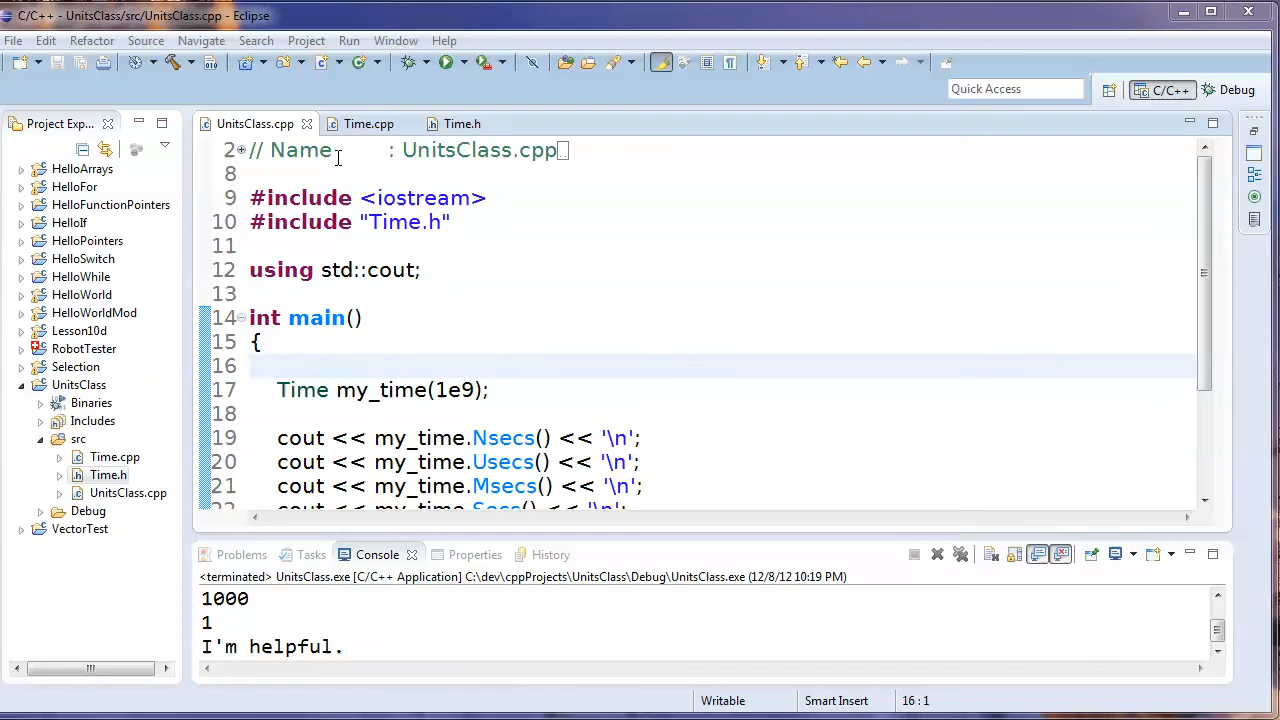 C/C++ - UnitsClass/src/UnitsClass.cpp - Eclipse
File Edit Refactor Source Navigate Search Project Run Window Help
Quick Access
C/C++
Debug
Project Exp...
UnitsClass.cpp
Time.cpp
Time.h
HelloArrays
HelloFor
HelloFunctionPointers
HelloIf
HelloPointers
HelloSwitch
HelloWhile
HelloWorld
HelloWorldMod
Lesson10d
RobotTester
Selection
UnitsClass
Binaries
Includes
src
Time.cpp
Time.h
UnitsClass.cpp
Debug
VectorTest
2 // Name : UnitsClass.cpp
8
9 #include <iostream>
10 #include "Time.h"
11
12 using std::cout;
13
14 int main()
15 {
16
17 Time my_time(1e9);
18
19 cout << my_time.Nsecs() << '\n';
20 cout << my_time.Usecs() << '\n';
21 cout << my_time.Msecs() << '\n';
22 cout << my_time.Secs() << '\n';
Problems Tasks Console Properties History
<terminated> UnitsClass.exe [C/C++ Application] C:\dev\cppProjects\UnitsClass\Debug\UnitsClass.exe (12/8/12 10:19 PM)
1000
1
I'm helpful.
Writable
Smart Insert
16 : 1